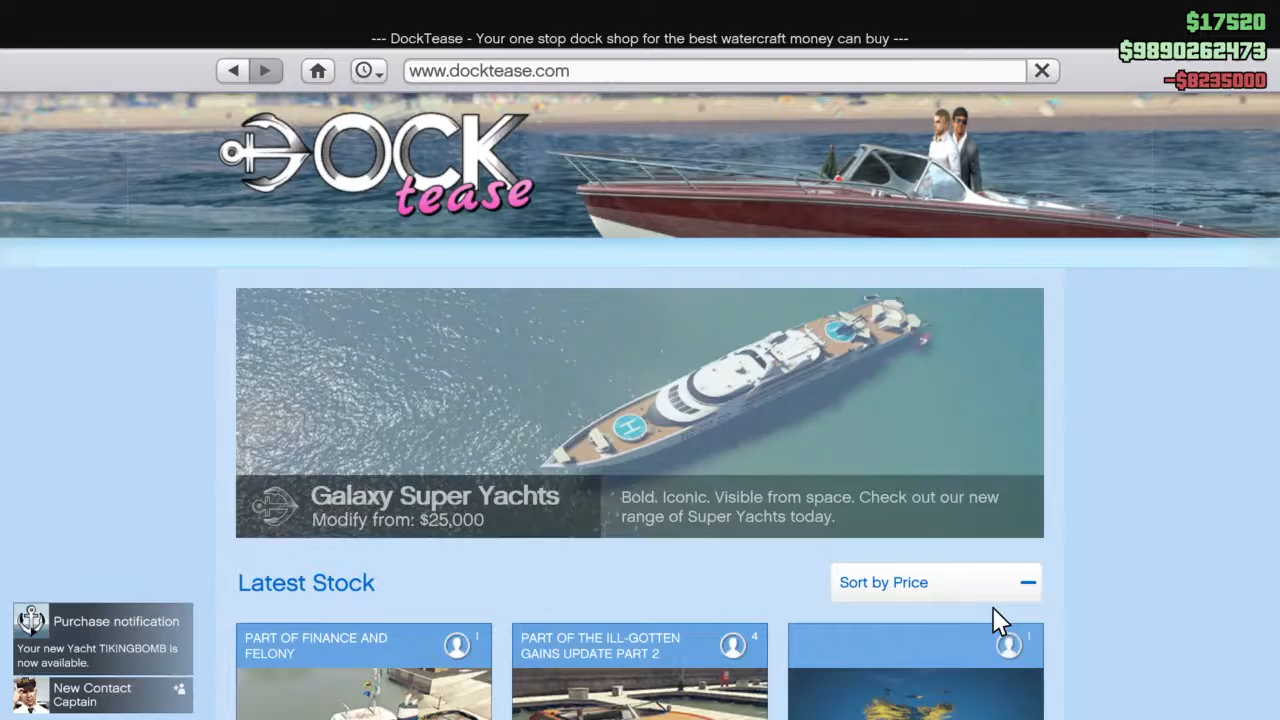 $17520
--- DockTease - Your one stop dock shop for the best watercraft money can buy ---
$9890262473
www.docktease.com
-$8235000
DOCK
tease
H
Galaxy Super Yachts
Modify from: $25,000
Bold. Iconic. Visible from space. Check out our new
range of Super Yachts today.
Latest Stock
Sort by Price
PART OF FINANCE AND
FELONY
1
PART OF THE ILL-GOTTEN
GAINS UPDATE PART 2
4
1
Purchase notification
Your new Yacht TIKINGBOMB is
now available.
New Contact
Captain